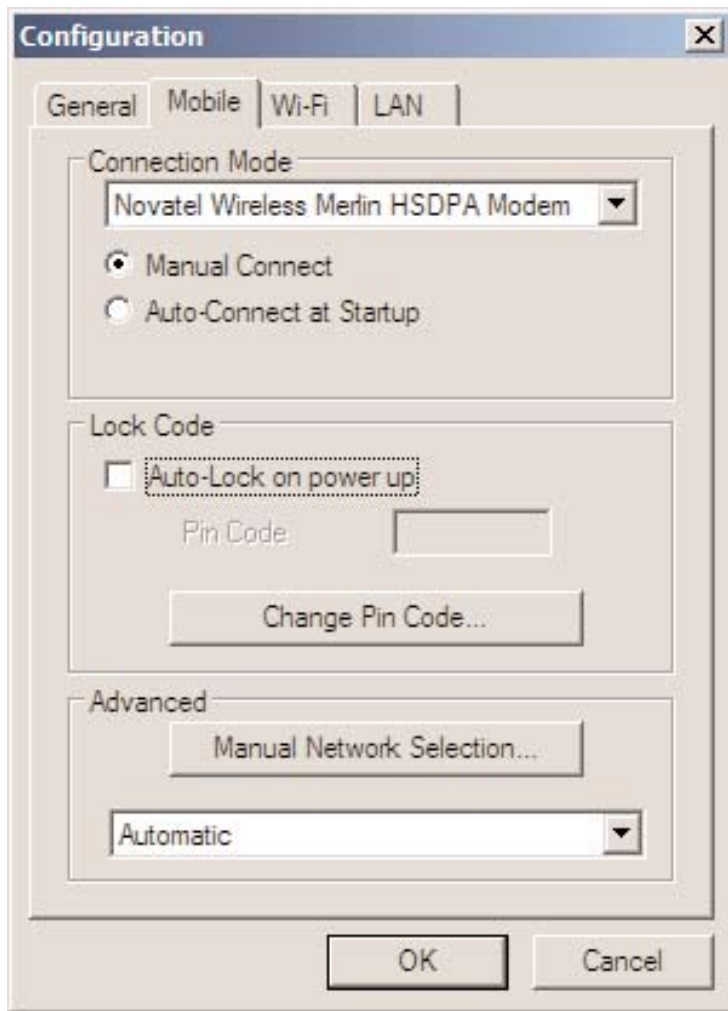 Configuration
General Mobile Wi-Fi LAN
Connection Mode
Novatel Wireless Merlin HSDPA Modem
Manual Connect
Auto-Connect at Startup
Lock Code
Auto-Lock on power up
Pin Code
Change Pin Code...
Advanced
Manual Network Selection...
Automatic
OK Cancel